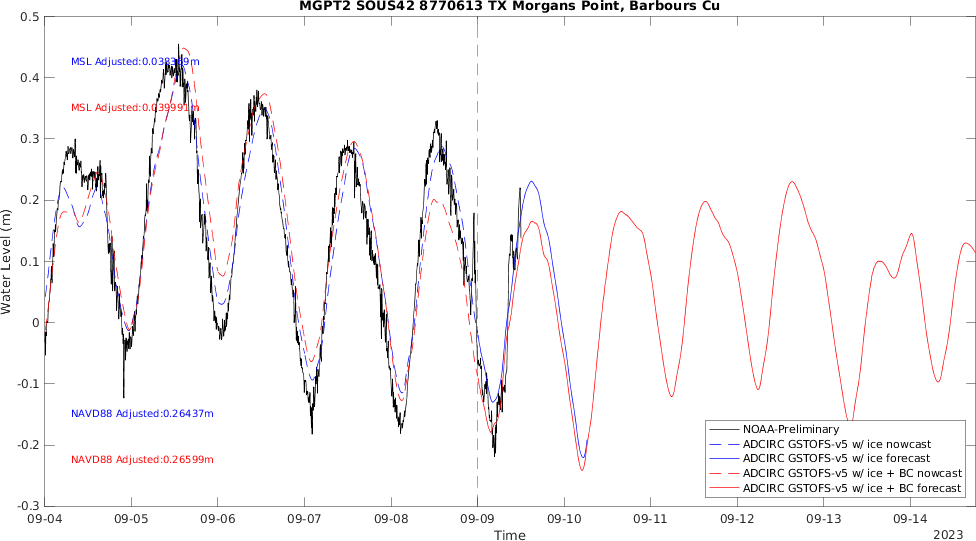 MGPT2 SOUS42 8770613 TX Morgans Point, Barbours Cu
0.5
0.4
0.3
0.2
0.1
0
-0.1
-0.2
-0.3
Water Level (m)
MSL Adjusted:0.038369m
MSL Adjusted:0.039991m
NAVD88 Adjusted:0.26437m
NAVD88 Adjusted:0.26599m
NOAA-Preliminary
ADCIRC GSTOFS-v5 w/ ice nowcast
ADCIRC GSTOFS-v5 w/ ice forecast
ADCIRC GSTOFS-v5 w/ ice + BC nowcast
ADCIRC GSTOFS-v5 w/ ice + BC forecast
09-04 09-05 09-06 09-07 09-08 09-09 09-10 09-11 09-12 09-13 09-14
Time
2023